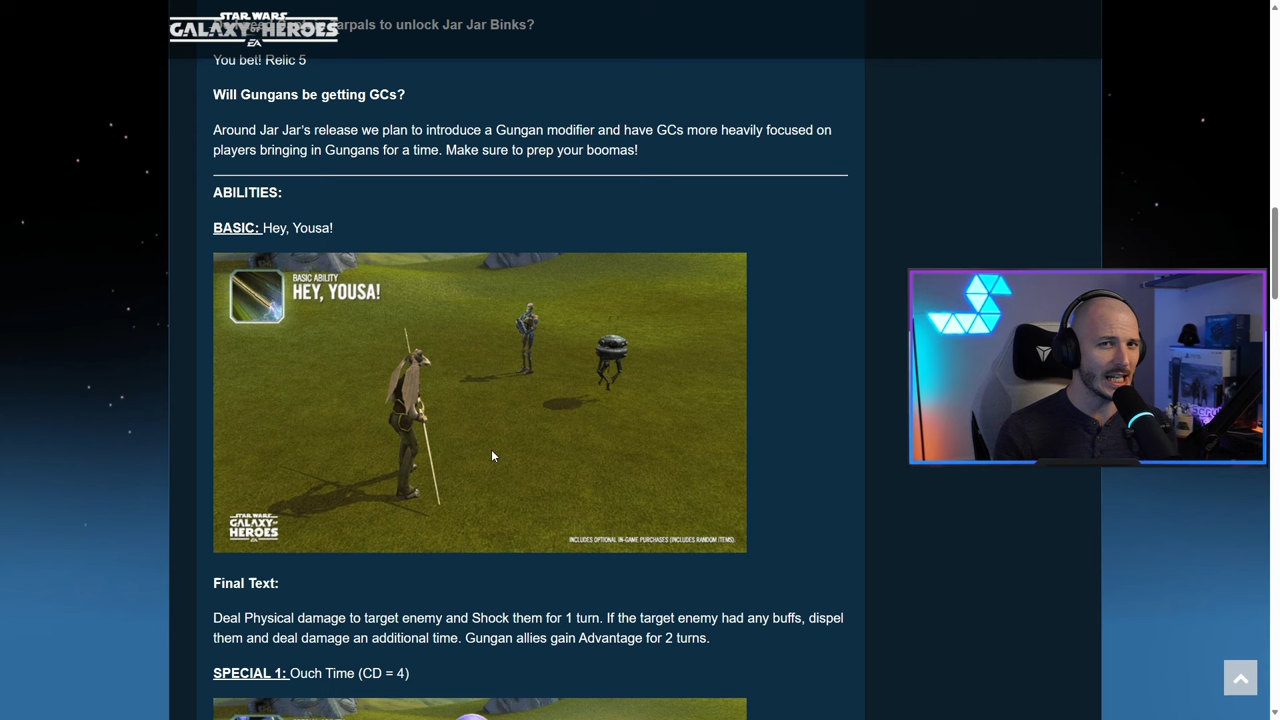 STAR WARS
GALAXY OF HEROES
EA
arpals to unlock Jar Jar Binks?
You bet! Relic 5
Will Gungans be getting GCs?
Around Jar Jar's release we plan to introduce a Gungan modifier and have GCs more heavily focused on
players bringing in Gungans for a time. Make sure to prep your boomas!
ABILITIES:
BASIC: Hey, Yousa!
BASIC ABILITY
HEY, YOUSA!
STAR WARS
GALAXY OF
HEROES
INCLUDES OPTIONAL IN-GAME PURCHASES (INCLUDES RANDOM ITEMS).
Final Text:
Deal Physical damage to target enemy and Shock them for 1 turn. If the target enemy had any buffs, dispel
them and deal damage an additional time. Gungan allies gain Advantage for 2 turns.
SPECIAL 1: Ouch Time (CD = 4)